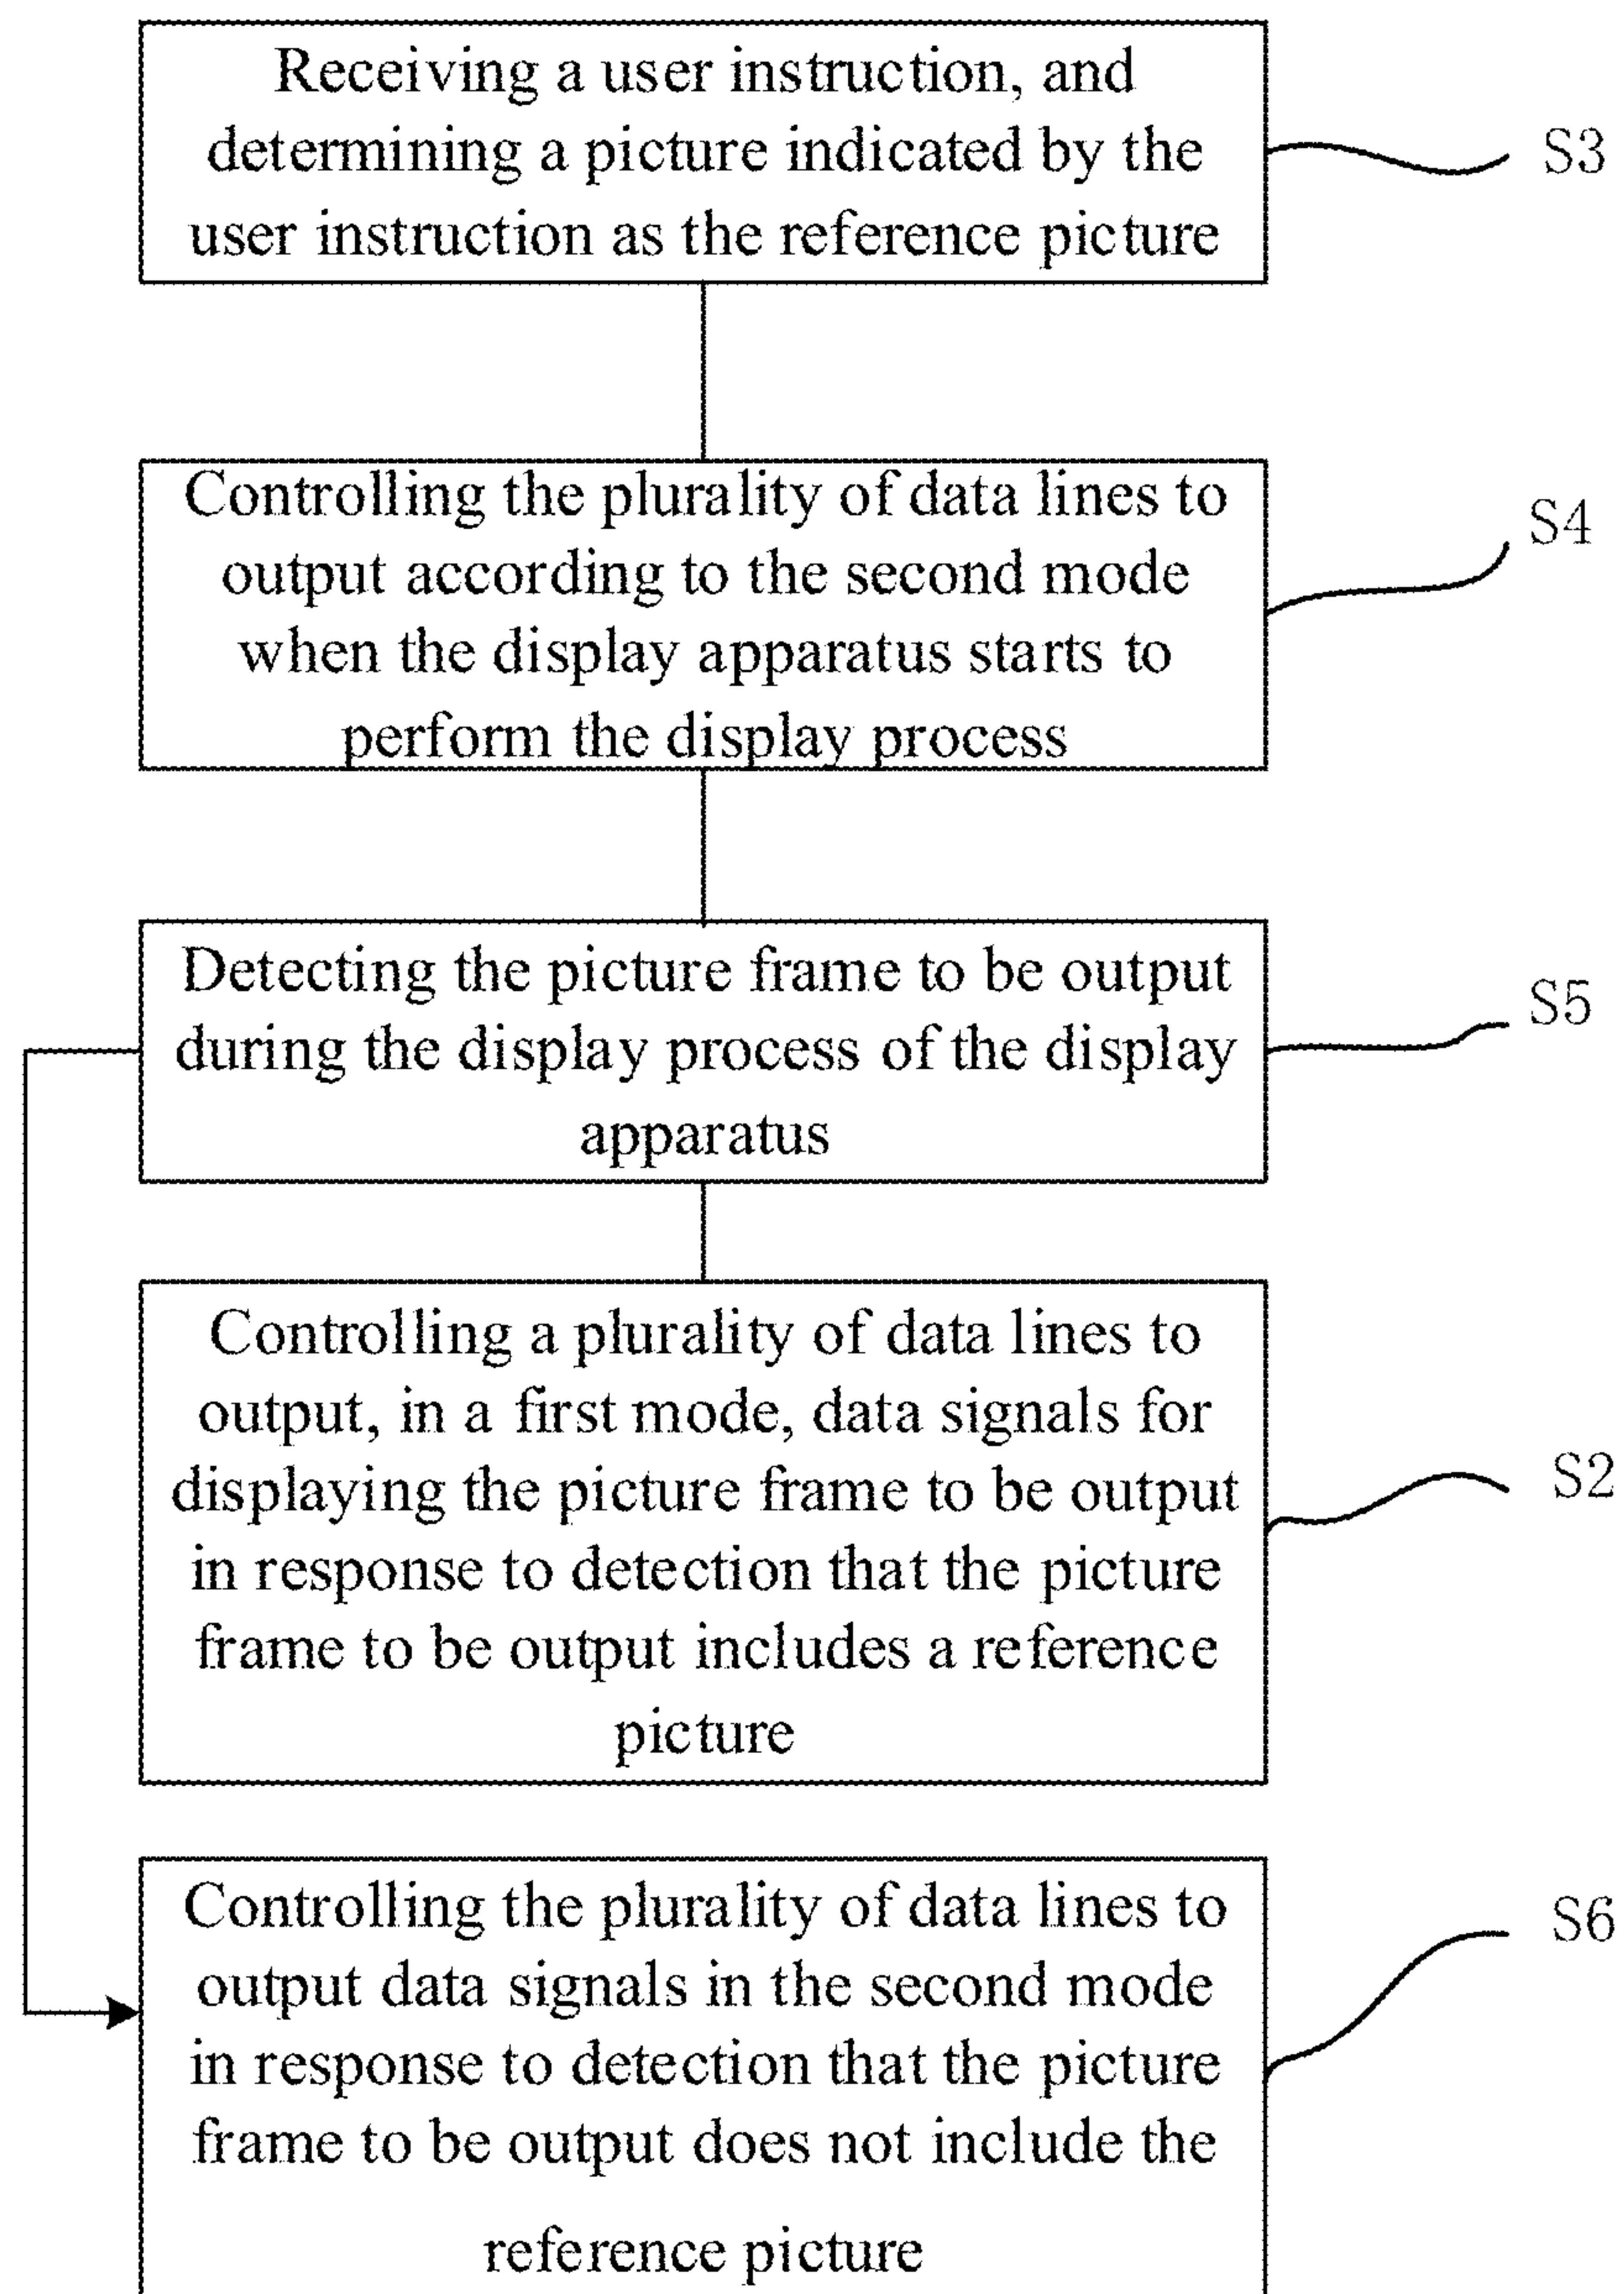 Receiving a user instruction, and
determining a picture indicated by the
user instruction as the reference picture
S3
Controlling the plurality of data lines to
output according to the second mode
when the display apparatus starts to
perform the display process
S4
Detecting the picture frame to be output
during the display process of the display
apparatus
S5
Controlling a plurality of data lines to
output, in a first mode, data signals for
displaying the picture frame to be output
in response to detection that the picture
frame to be output includes a reference
picture
S2
Controlling the plurality of data lines to
output data signals in the second mode
in response to detection that the picture
frame to be output does not include the
reference picture
S6